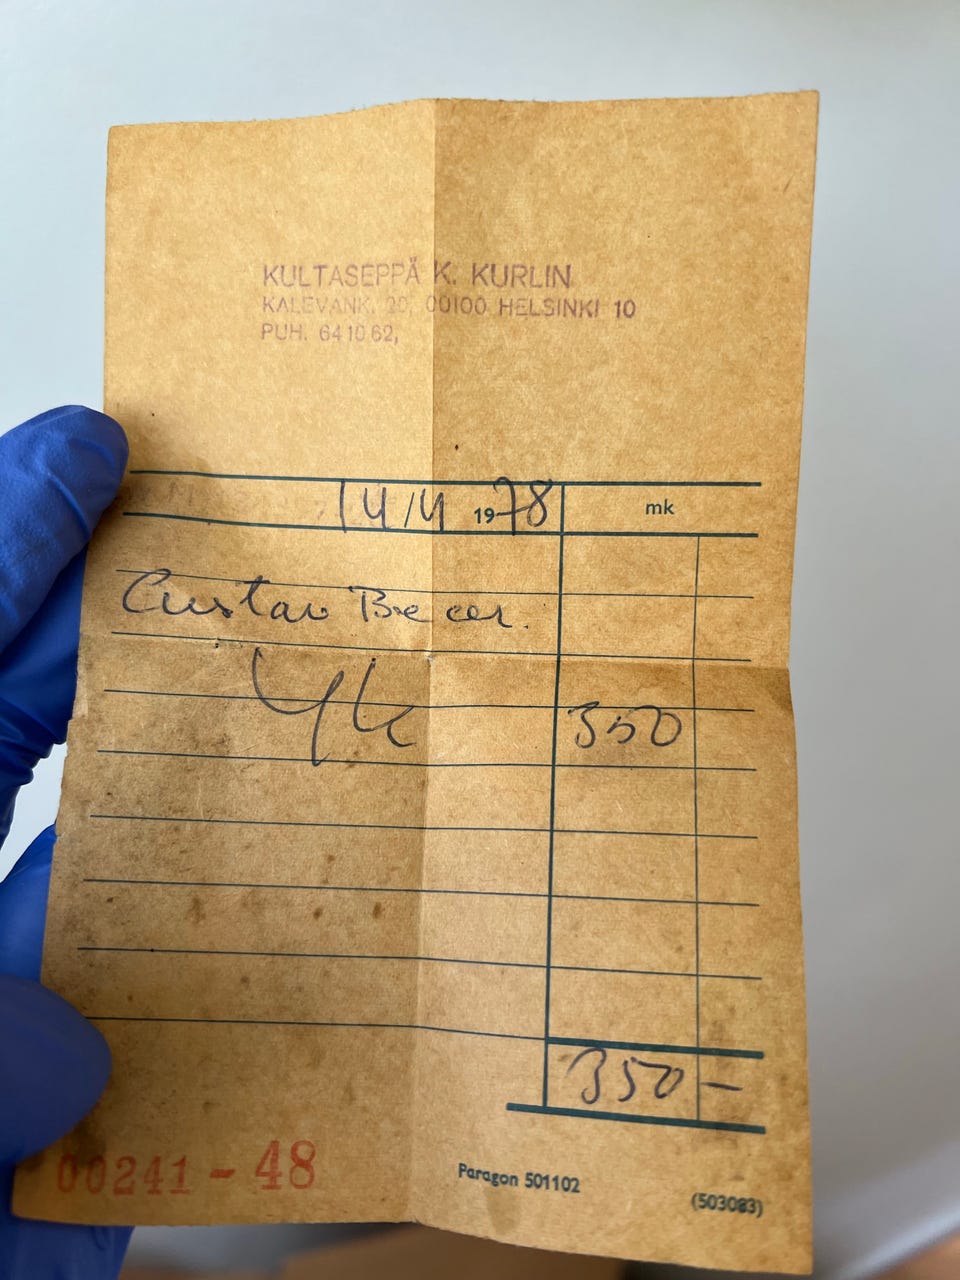 KULTASEPPÄ K. KURLIN
KALEVANK. 20, 00100 HELSINKI 10
PUH. 641062,
14/4 1978 mk
Gustav Becer.
350
350 –
00241 - 48
Paragon 501102
(503083)